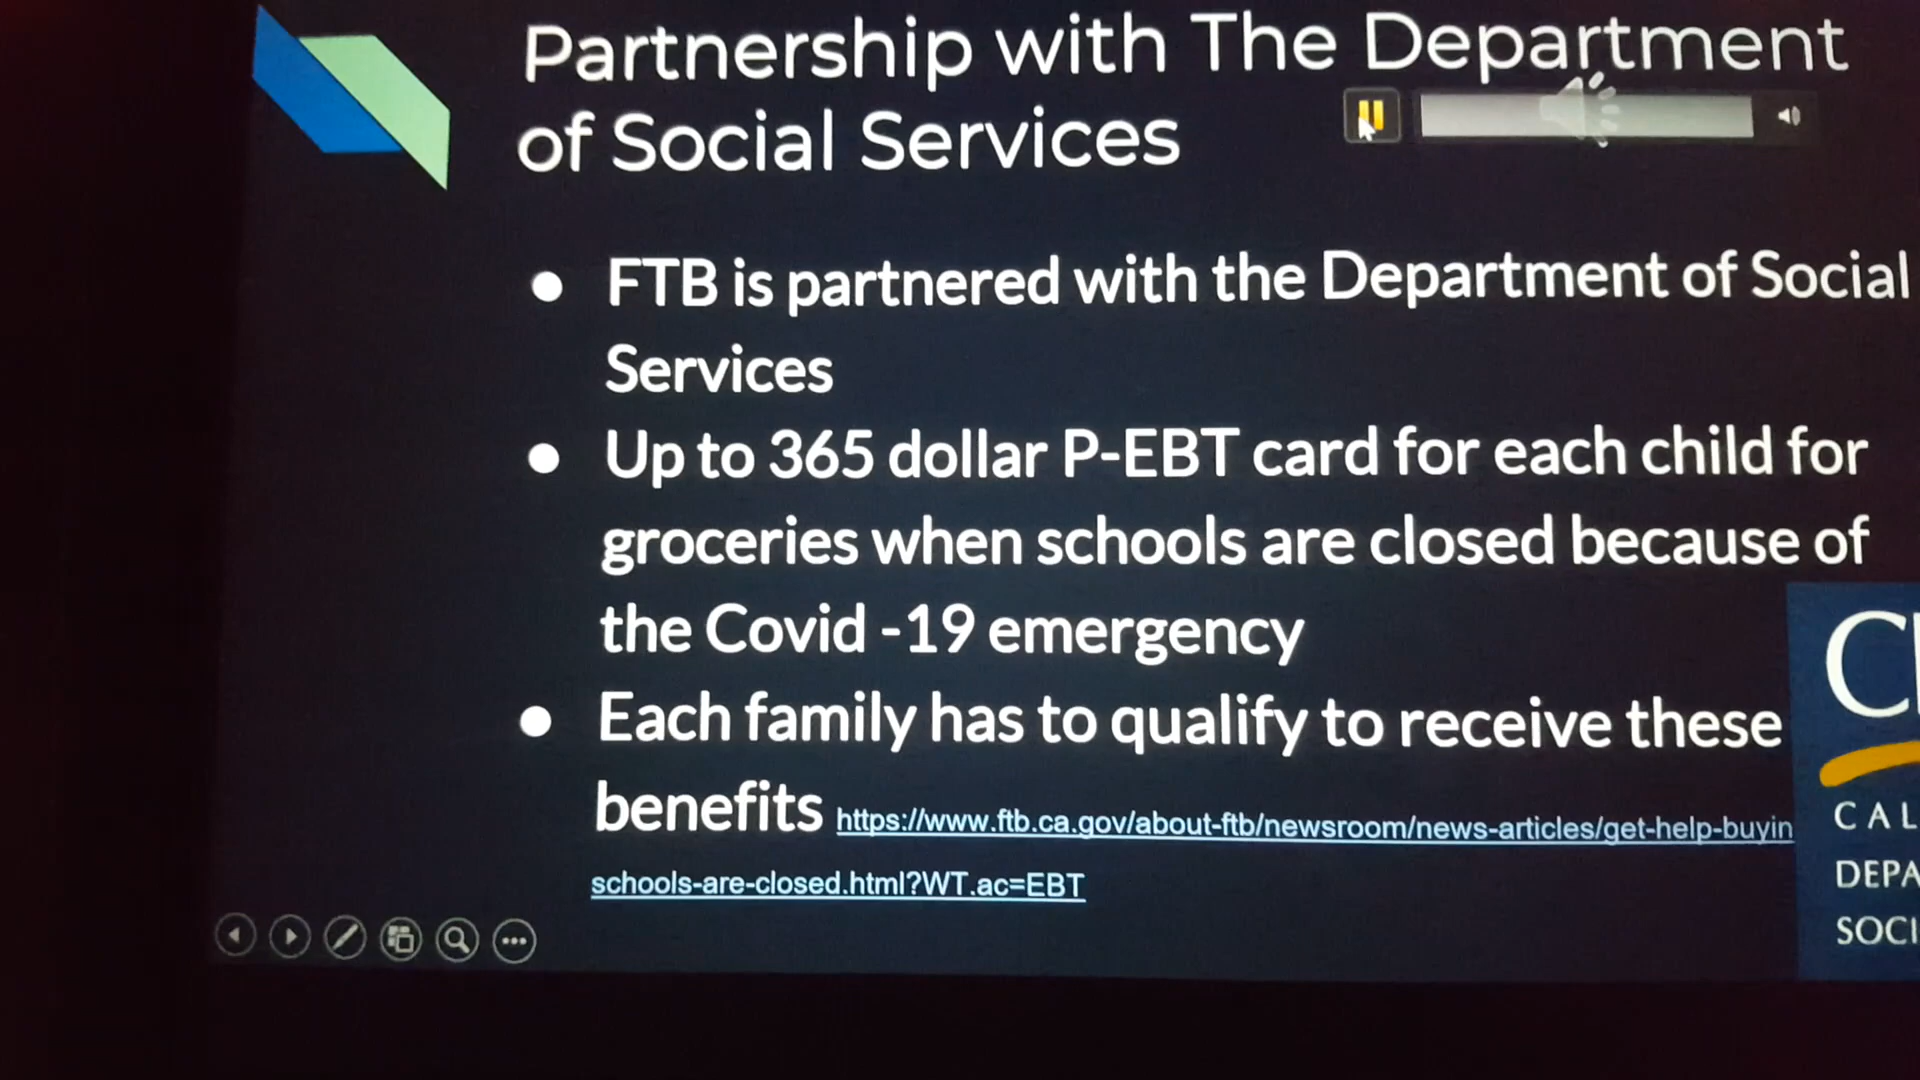 Partnership with The Department
of Social Services
● FTB is partnered with the Department of Social
Services
● Up to 365 dollar P-EBT card for each child for
groceries when schools are closed because of
the Covid -19 emergency
● Each family has to qualify to receive these
benefits https://www.ftb.ca.gov/about-ftb/newsroom/news-articles/get-help-buyin
schools-are-closed.html?WT.ac=EBT
C
CAL
DEPA
SOCI